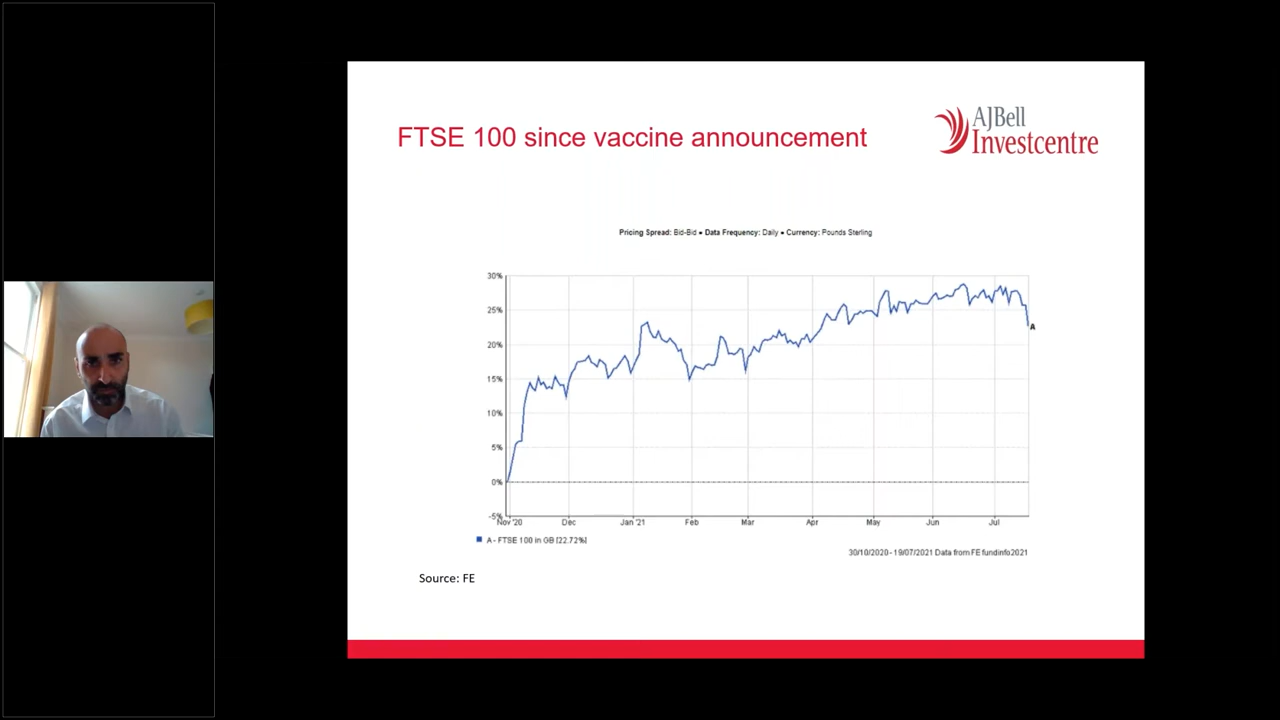 FTSE 100 since vaccine announcement
AJBell
Investcentre
Pricing Spread: Bid-Bid • Data Frequency: Daily • Currency: Pounds Sterling
30%
25%
20%
15%
10%
5%
0%
-5%
Nov '20 Dec Jan '21 Feb Mar Apr May Jun Jul
A
A - FTSE 100 in GB [22.72%]
30/10/2020 - 19/07/2021 Data from FE fundinfo2021
Source: FE